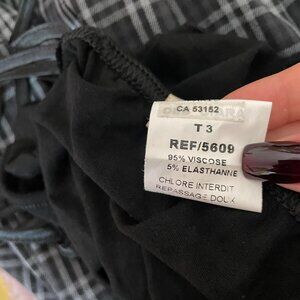 CA 53152
T 3
REF/5609
95% VISCOSE
5% ELASTHANNE
CHLORE INTERDIT
REPASSAGE DOUX